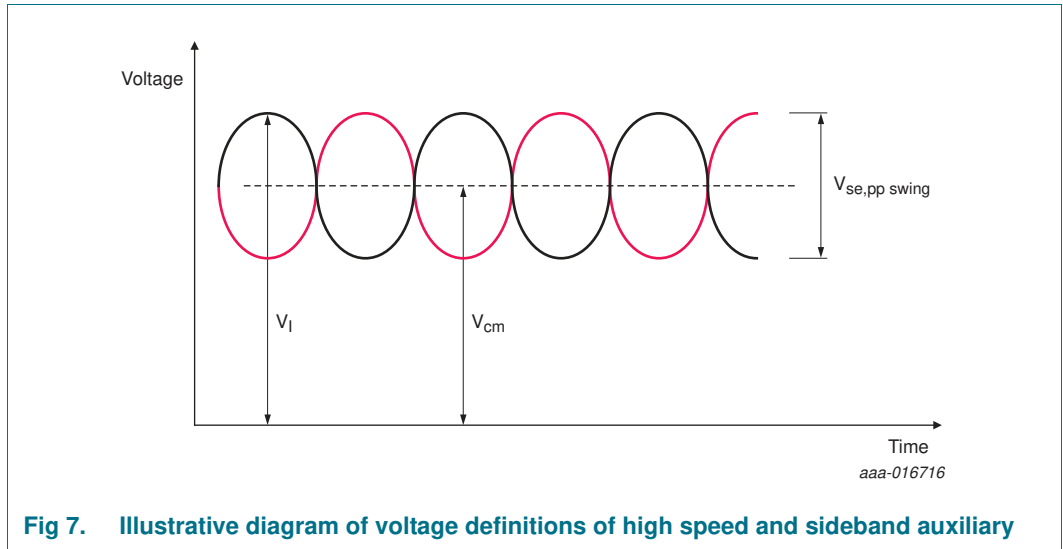 Voltage
V_se,pp swing
V_I
V_cm
Time
aaa-016716
Fig 7. Illustrative diagram of voltage definitions of high speed and sideband auxiliary